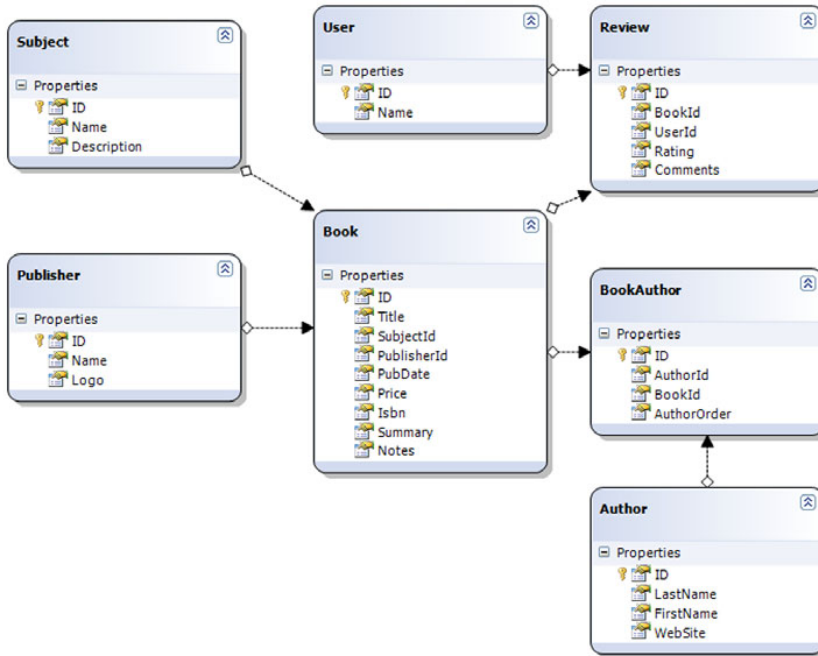 Subject
Properties
ID
Name
Description
User
Properties
ID
Name
Review
Properties
ID
BookId
UserId
Rating
Comments
Publisher
Properties
ID
Name
Logo
Book
Properties
ID
Title
SubjectId
PublisherId
PubDate
Price
Isbn
Summary
Notes
BookAuthor
Properties
ID
AuthorId
BookId
AuthorOrder
Author
Properties
ID
LastName
FirstName
WebSite